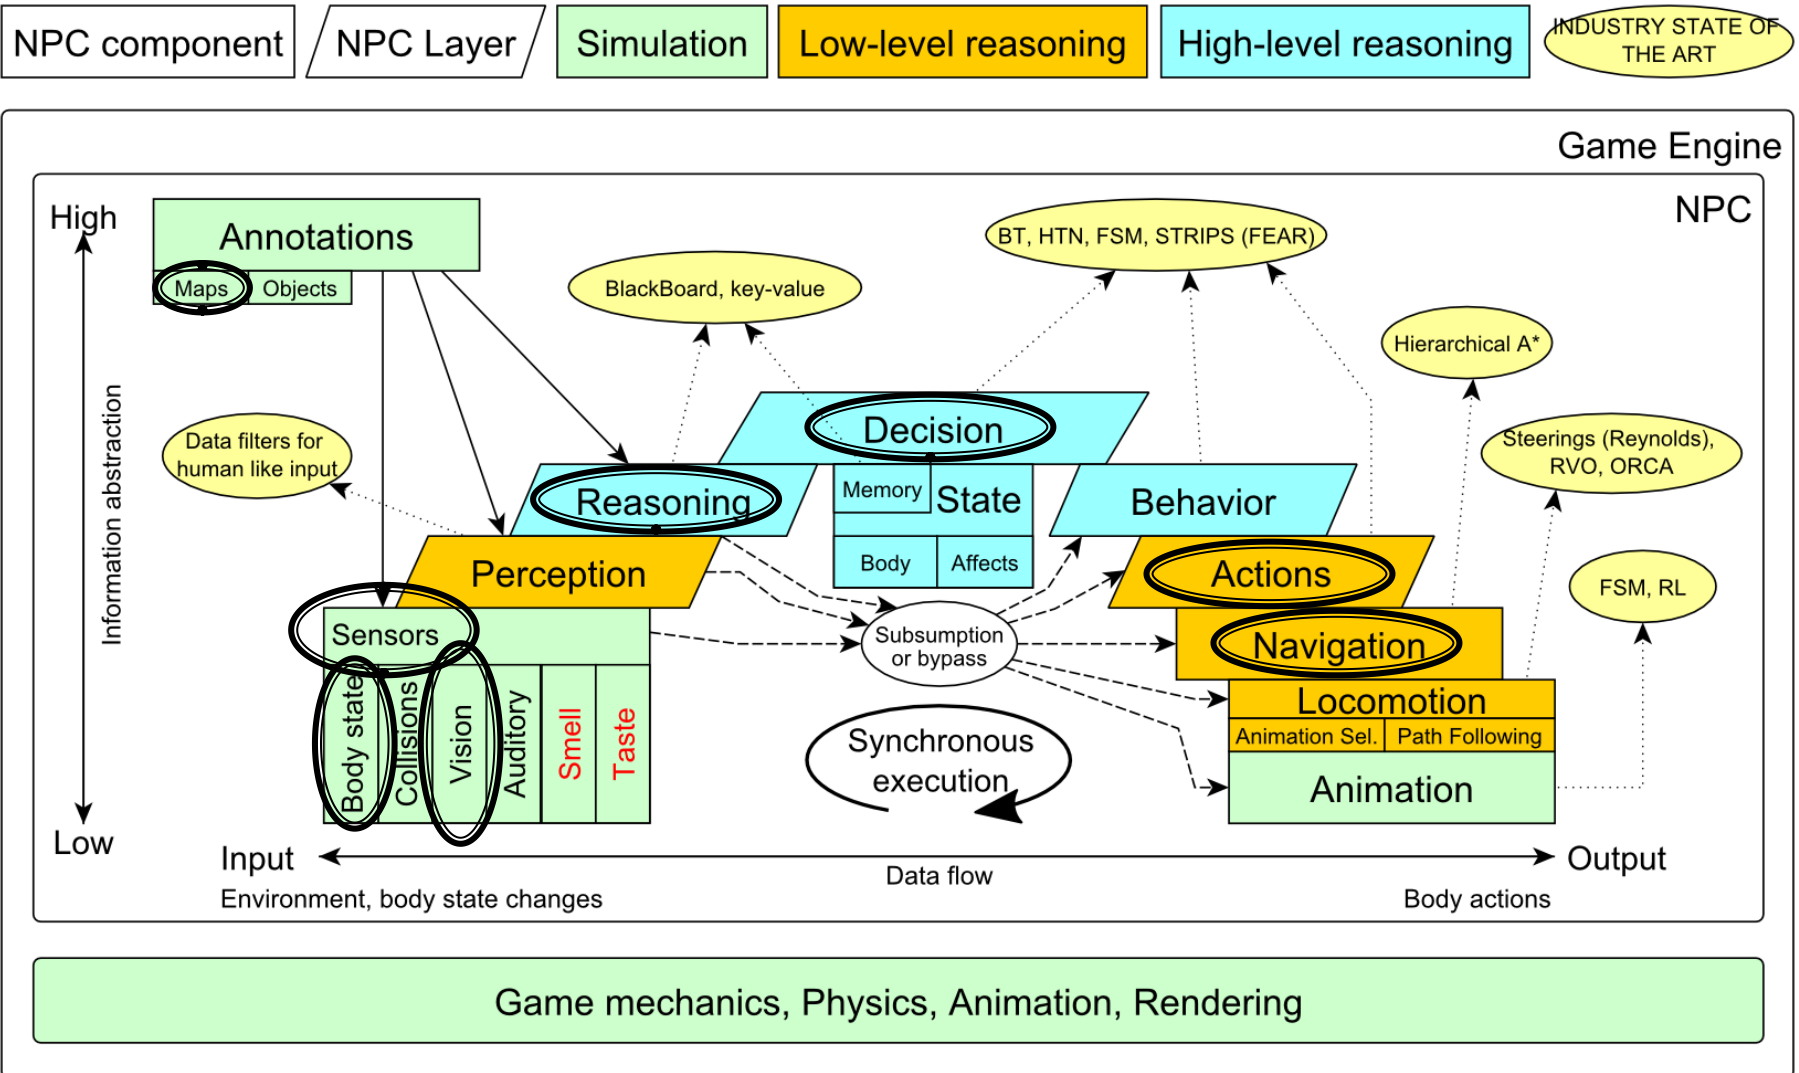 NPC component
NPC Layer
Simulation
Low-level reasoning
High-level reasoning
INDUSTRY STATE OF
THE ART
Game Engine
NPC
High
Annotations
Maps
Objects
BlackBoard, key-value
BT, HTN, FSM, STRIPS (FEAR)
Hierarchical A*
Information abstraction
Data filters for
human like input
Decision
Steerings (Reynolds),
RVO, ORCA
Reasoning
Memory
State
Behavior
Perception
Body
Affects
Actions
FSM, RL
Sensors
Subsumption
or bypass
Navigation
Body state
Collisions
Vision
Auditory
Smell
Taste
Locomotion
Animation Sel.
Path Following
Synchronous
execution
Animation
Low
Input
Data flow
Output
Environment, body state changes
Body actions
Game mechanics, Physics, Animation, Rendering